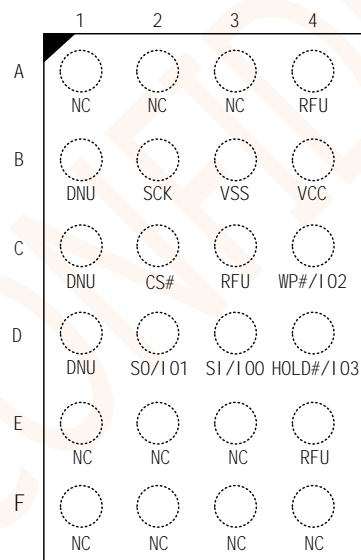 1 2 3 4
A
NC NC NC RFU
B
DNU SCK VSS VCC
C
DNU CS# RFU WP#/IO2
D
DNU SO/IO1 SI/IO0 HOLD#/IO3
E
NC NC NC RFU
F
NC NC NC NC